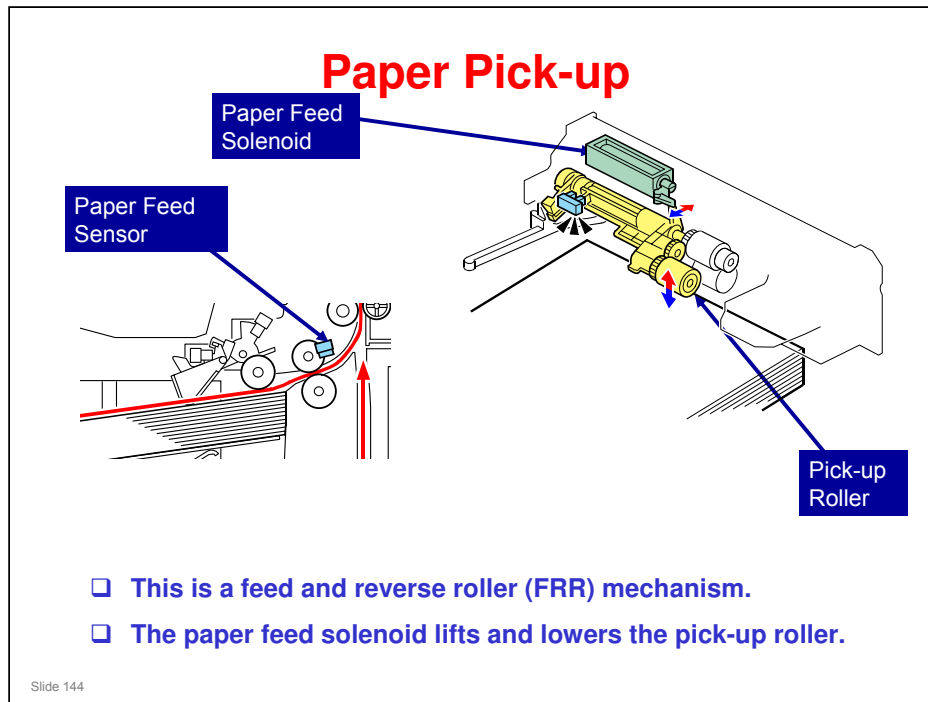 Paper Pick-up
Paper Feed
Solenoid
Paper Feed
Sensor
Pick-up
Roller
❑ This is a feed and reverse roller (FRR) mechanism.
❑ The paper feed solenoid lifts and lowers the pick-up roller.
Slide 144